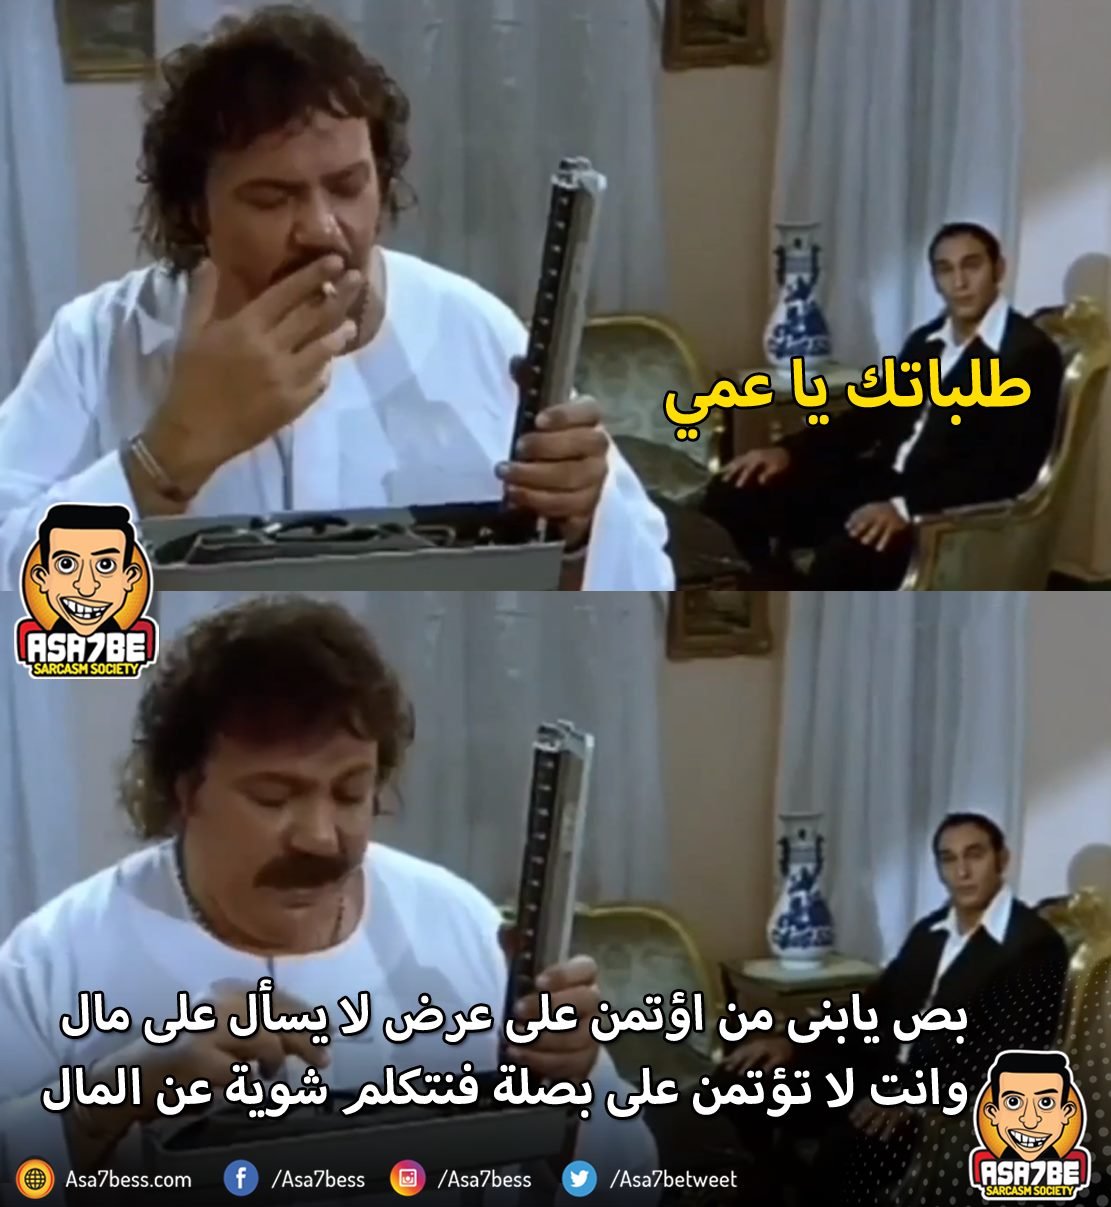 طلباتك يا عمي
ASA7BE
SARCASM SOCIETY
بص يابنى من اؤتمن على عرض لا يسأل على مال
وانت لا تؤتمن على بصلة فنتكلم شوية عن المال
ASA7BE
SARCASM SOCIETY
Asa7bess.com
/Asa7bess
/Asa7bess
/Asa7betweet